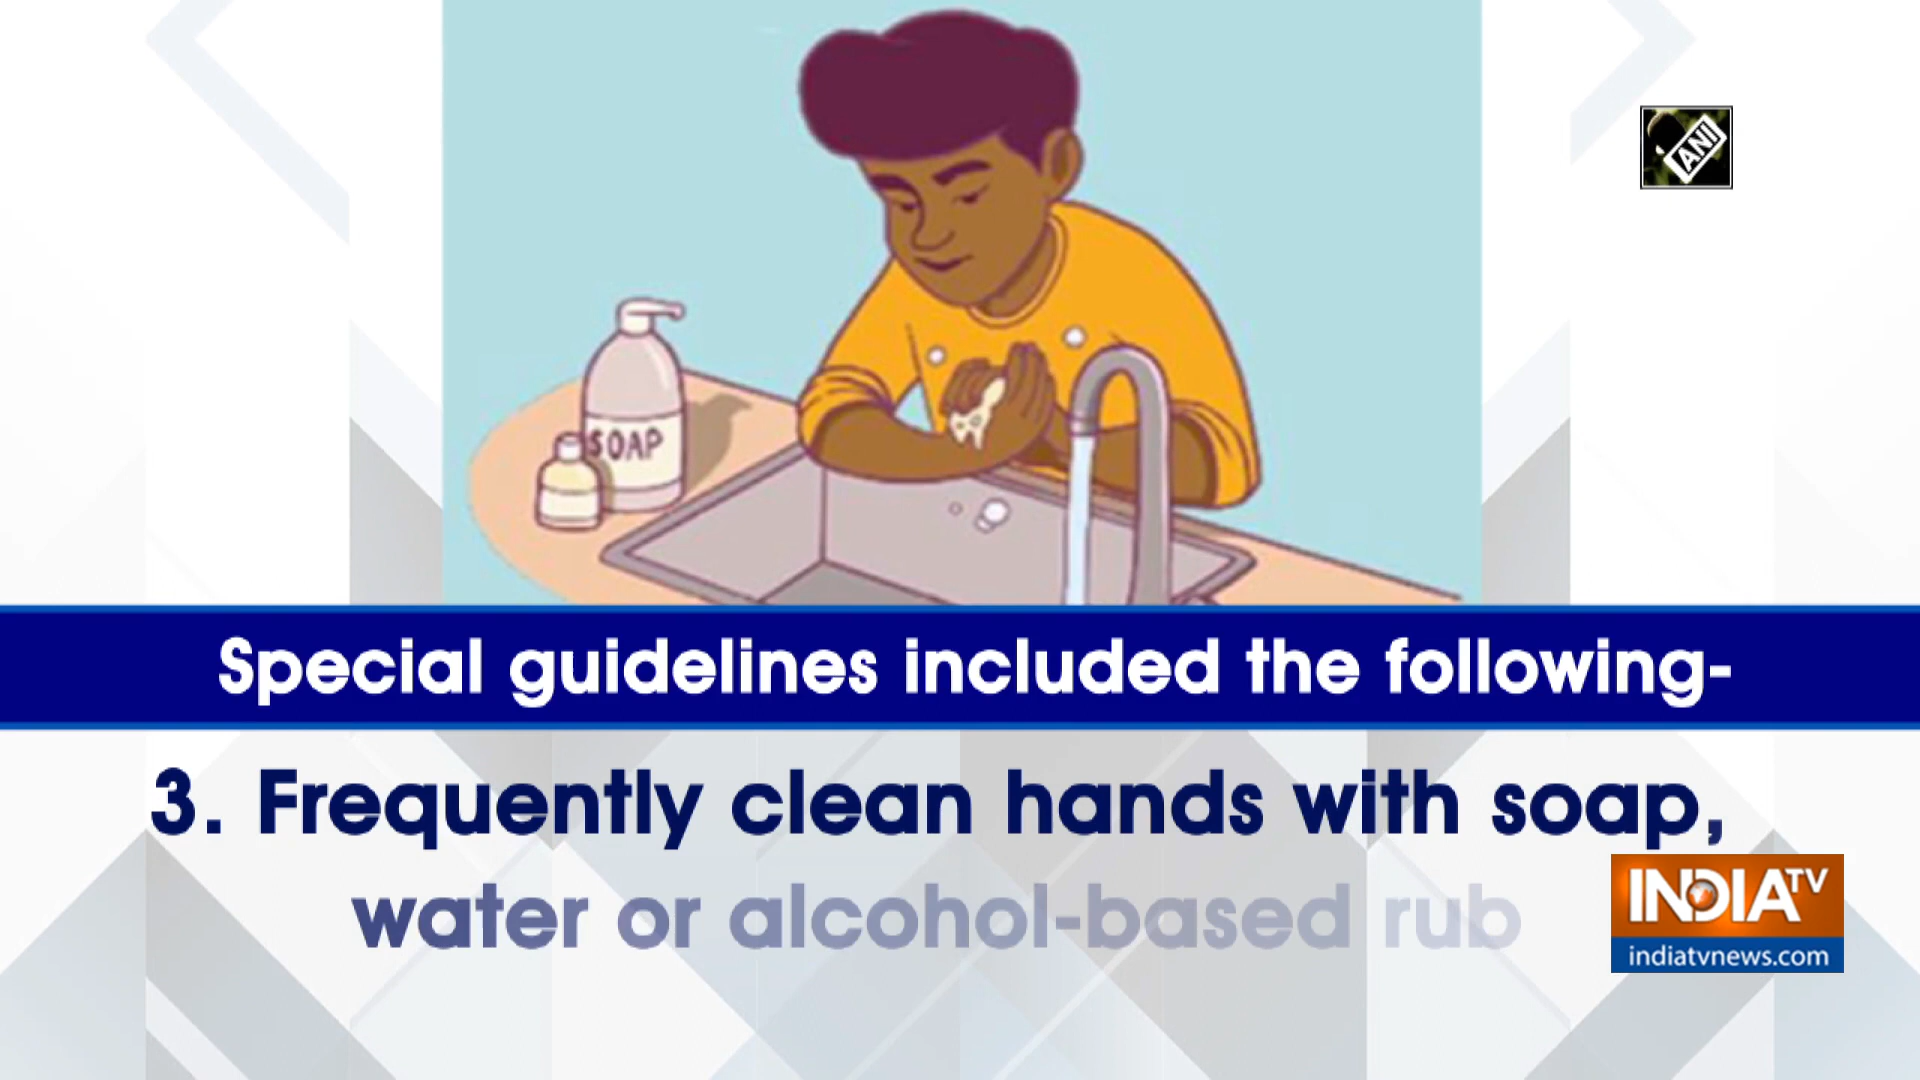 ANI
SOAP
Special guidelines included the following-
3. Frequently clean hands with soap,
water or alcohol-based rub
INDIA TV
indiatvnews.com